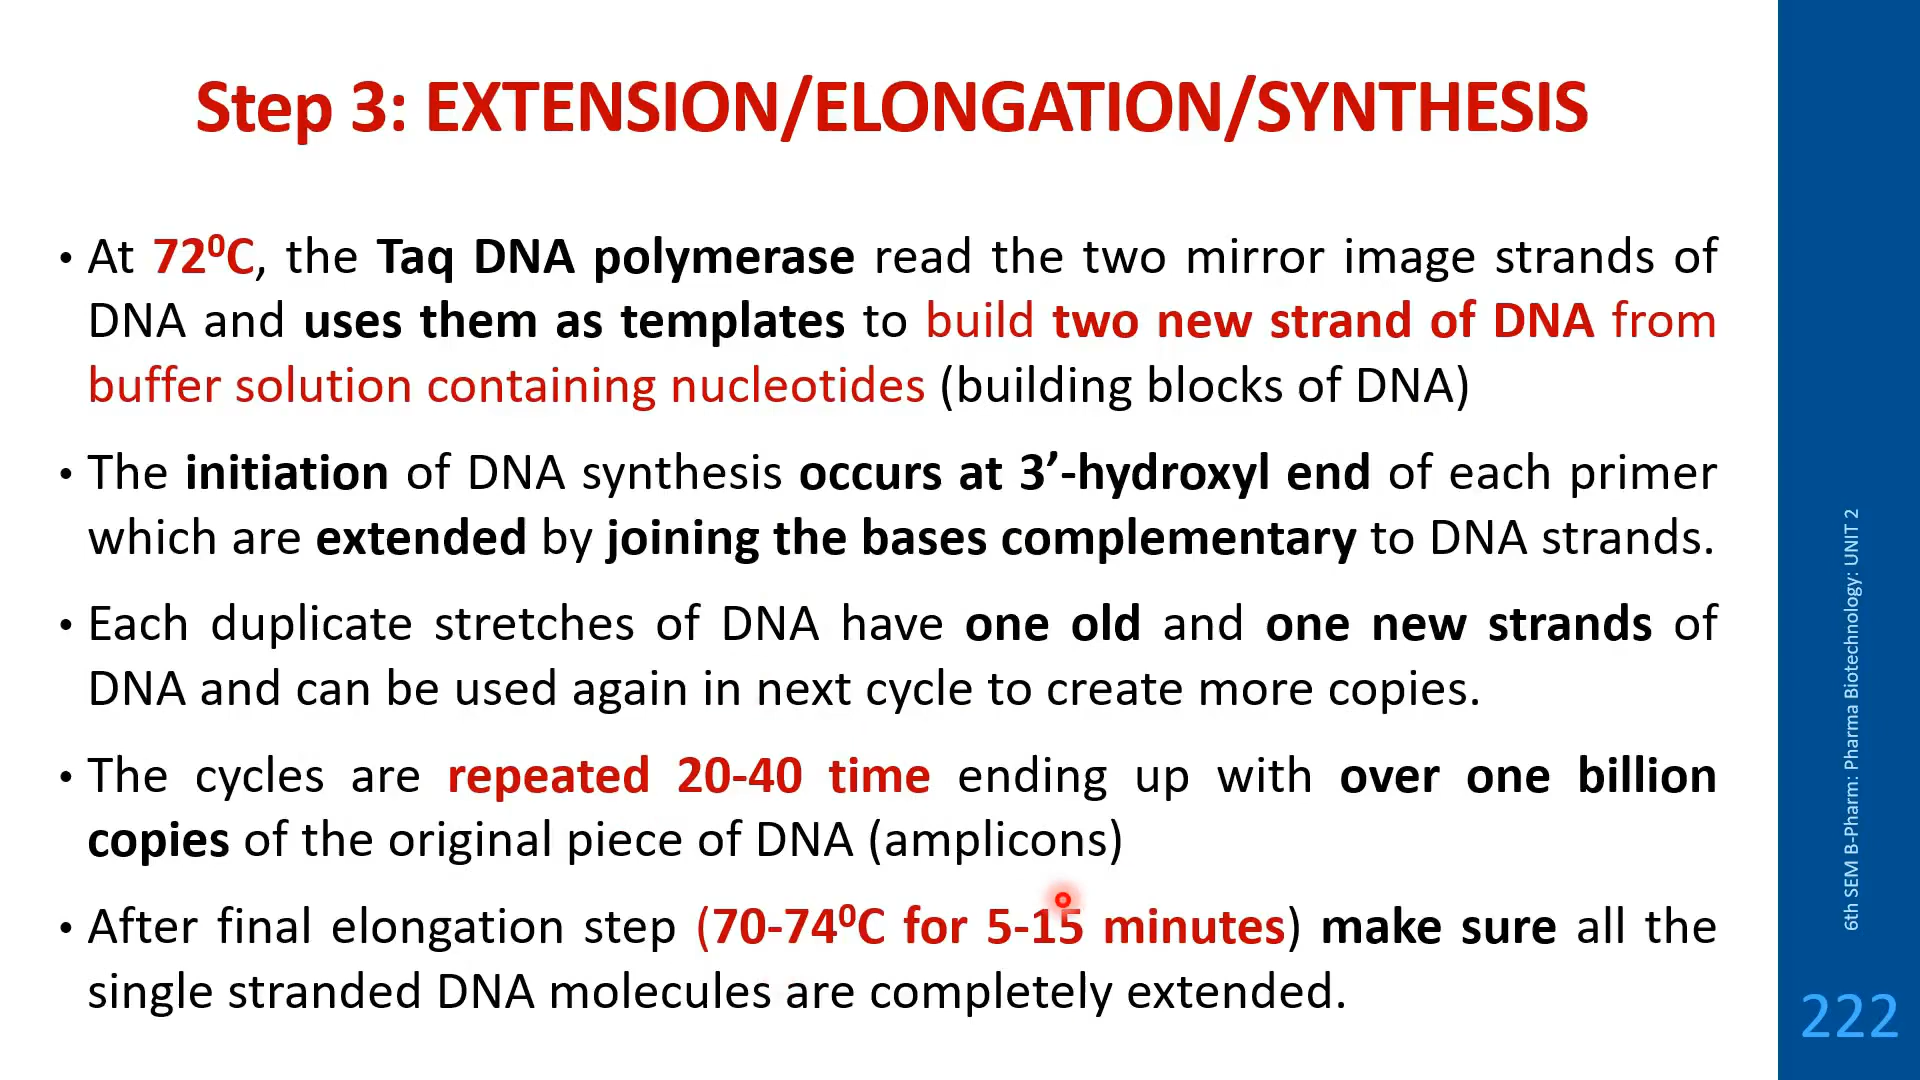 Step 3: EXTENSION/ELONGATION/SYNTHESIS
• At 72⁰C, the Taq DNA polymerase read the two mirror image strands of
DNA and uses them as templates to build two new strand of DNA from
buffer solution containing nucleotides (building blocks of DNA)
• The initiation of DNA synthesis occurs at 3’-hydroxyl end of each primer
which are extended by joining the bases complementary to DNA strands.
• Each duplicate stretches of DNA have one old and one new strands of
DNA and can be used again in next cycle to create more copies.
• The cycles are repeated 20-40 time ending up with over one billion
copies of the original piece of DNA (amplicons)
• After final elongation step (70-74⁰C for 5-15 minutes) make sure all the
single stranded DNA molecules are completely extended.
6th SEM B-Pharm: Pharma Biotechnology: UNIT 2
222